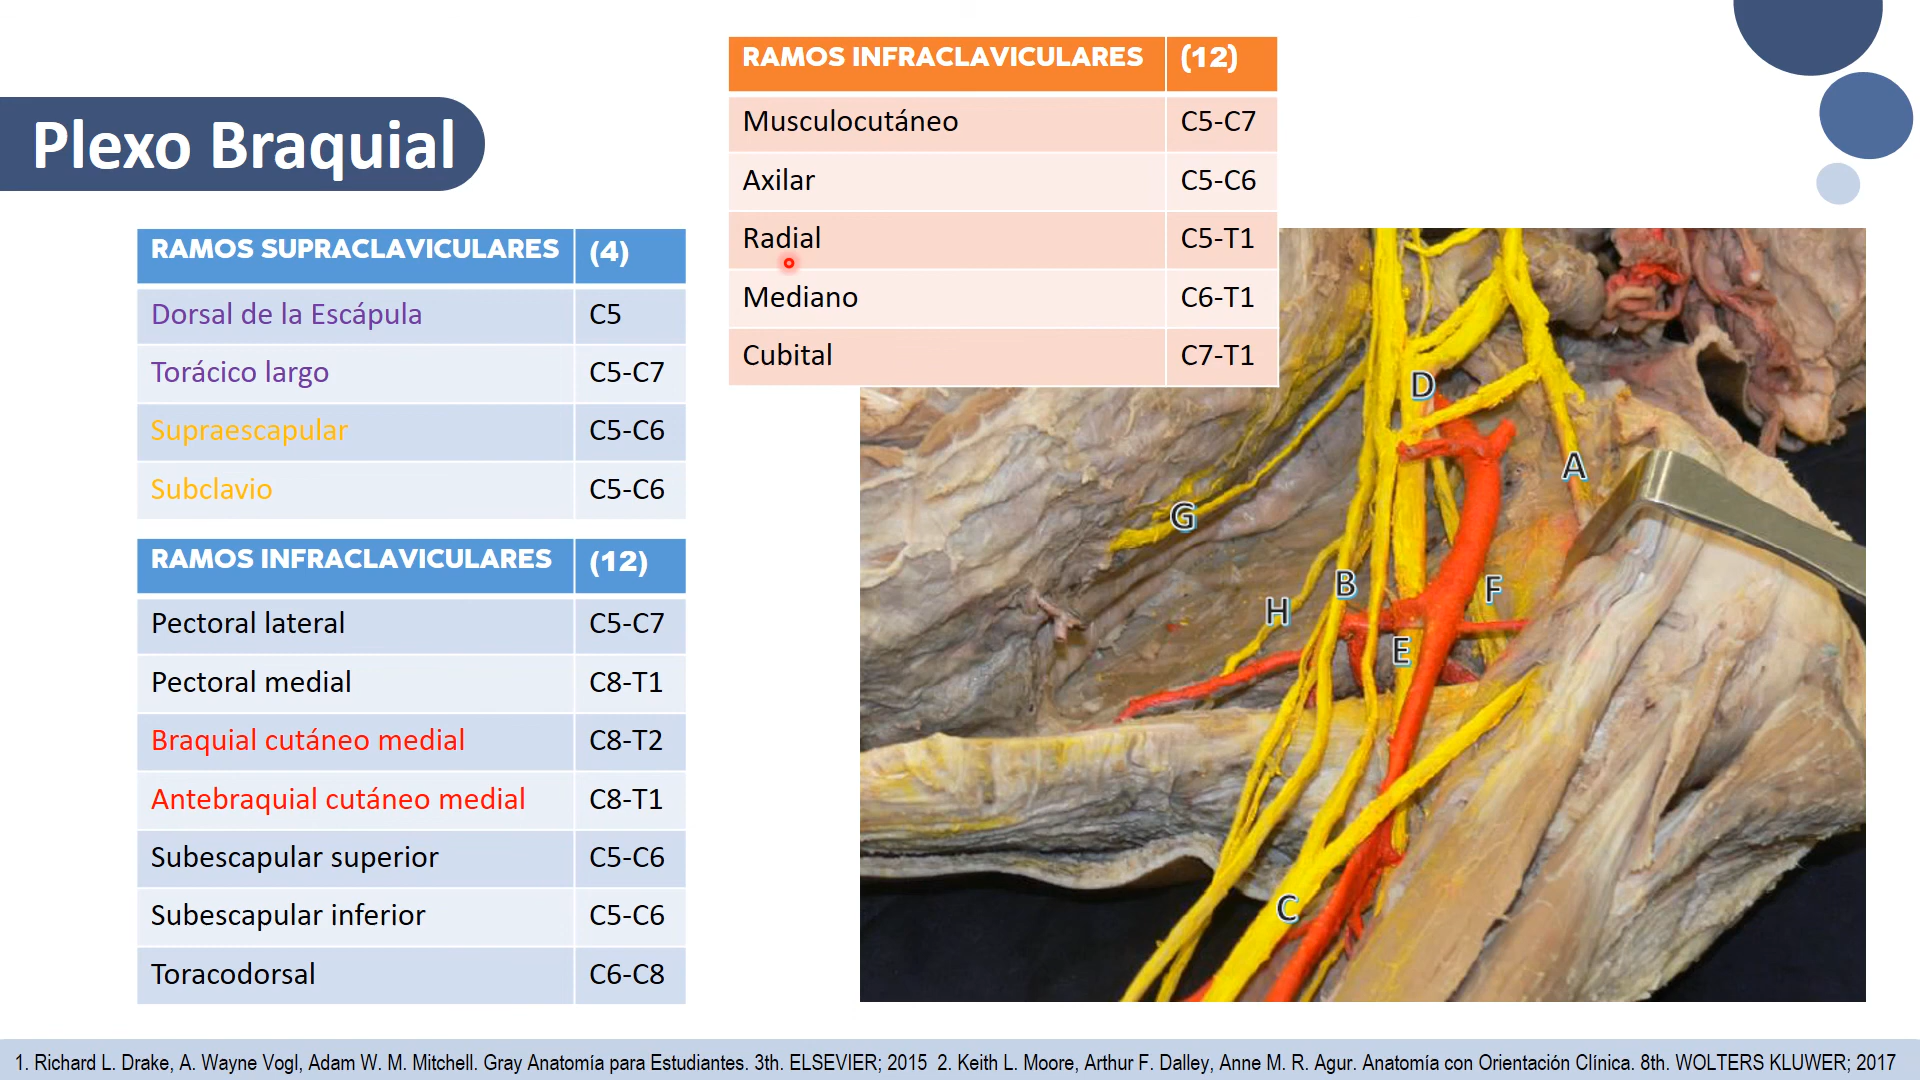 Plexo Braquial
RAMOS SUPRACLAVICULARES (4)
Dorsal de la Escápula C5
Torácico largo C5-C7
Supraescapular C5-C6
Subclavio C5-C6
RAMOS INFRACLAVICULARES (12)
Pectoral lateral C5-C7
Pectoral medial C8-T1
Braquial cutáneo medial C8-T2
Antebraquial cutáneo medial C8-T1
Subescapular superior C5-C6
Subescapular inferior C5-C6
Toracodorsal C6-C8
RAMOS INFRACLAVICULARES (12)
Musculocutáneo C5-C7
Axilar C5-C6
Radial C5-T1
Mediano C6-T1
Cubital C7-T1
D
A
G
B
F
H
E
C
1. Richard L. Drake, A. Wayne Vogl, Adam W. M. Mitchell. Gray Anatomía para Estudiantes. 3th. ELSEVIER; 2015 2. Keith L. Moore, Arthur F. Dalley, Anne M. R. Agur. Anatomía con Orientación Clínica. 8th. WOLTERS KLUWER; 2017